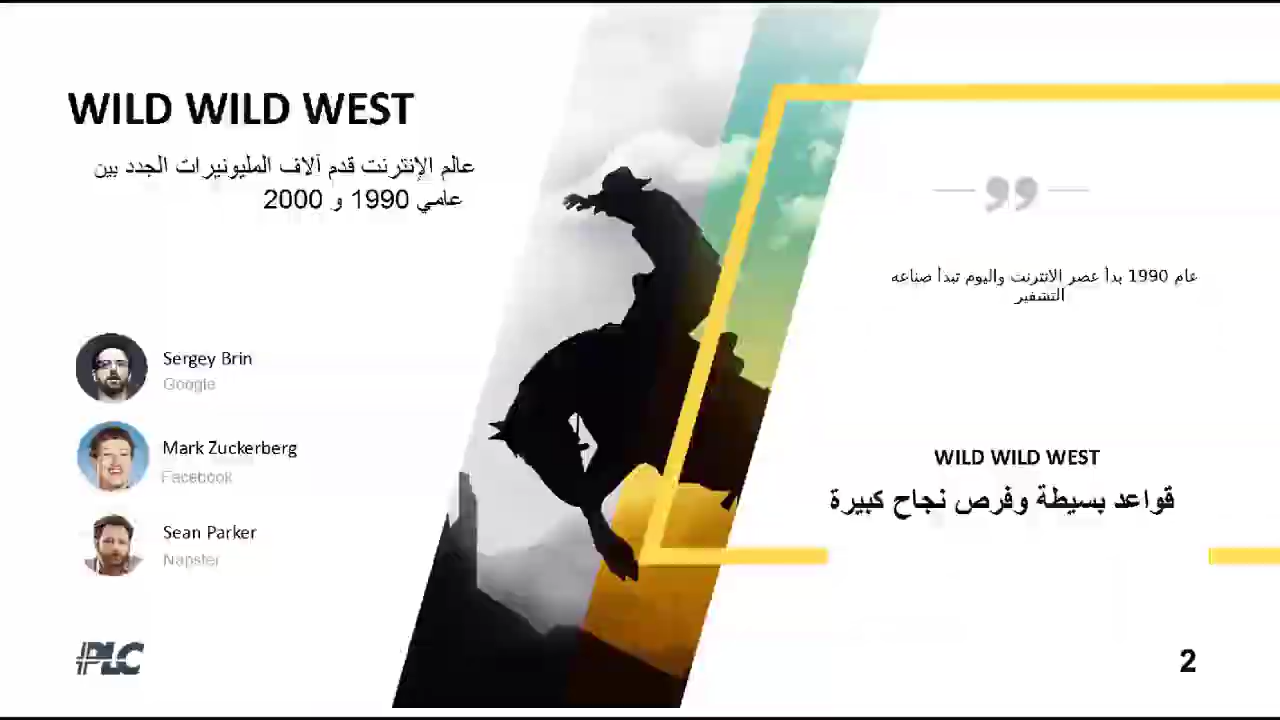 WILD WILD WEST
عالم الإنترنت قدم آلاف المليونيرات الجدد بين
عامي 1990 و 2000
Sergey Brin
Google
Mark Zuckerberg
Facebook
Sean Parker
Napster
PLC
عام 1990 بدأ عصر الانترنت واليوم تبدأ صناعه
التشفير
WILD WILD WEST
قواعد بسيطة وفرص نجاح كبيرة
2